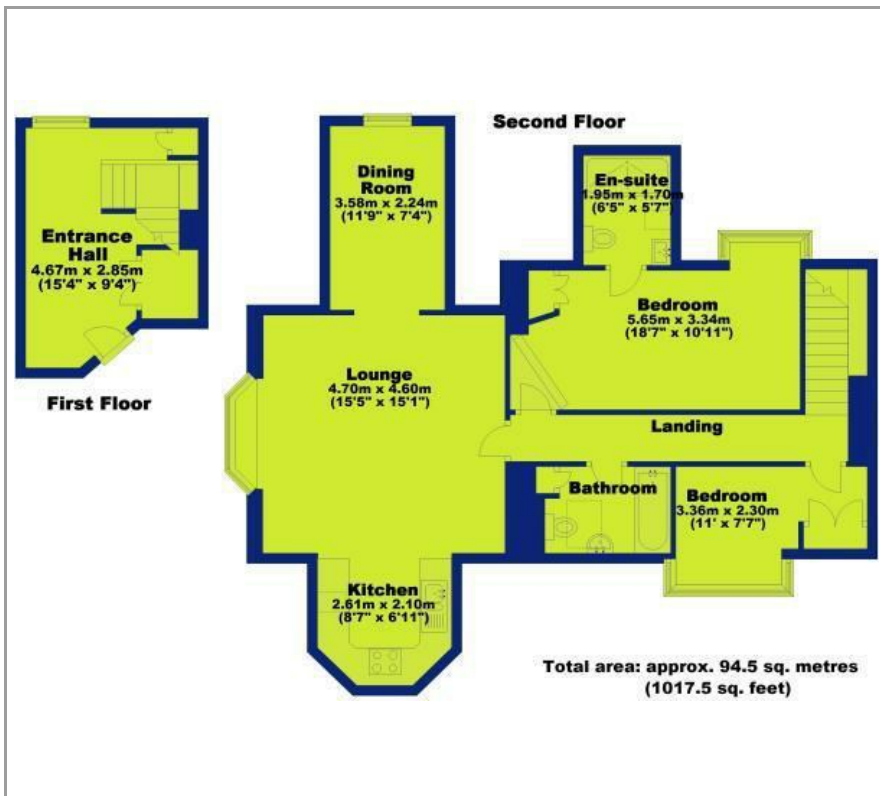 Second Floor
Dining
Room
3.58m x 2.24m
(11'9" x 7'4")
En-suite
1.95m x 1.70m
(6'5" x 5'7")
Entrance
Hall
4.67m x 2.85m
(15'4" x 9'4")
Bedroom
5.65m x 3.34m
(18'7" x 10'11")
Lounge
4.70m x 4.60m
(15'5" x 15'1")
First Floor
Landing
Bathroom
Bedroom
3.36m x 2.30m
(11' x 7'7")
Kitchen
2.61m x 2.10m
(8'7" x 6'11")
Total area: approx. 94.5 sq. metres
(1017.5 sq. feet)